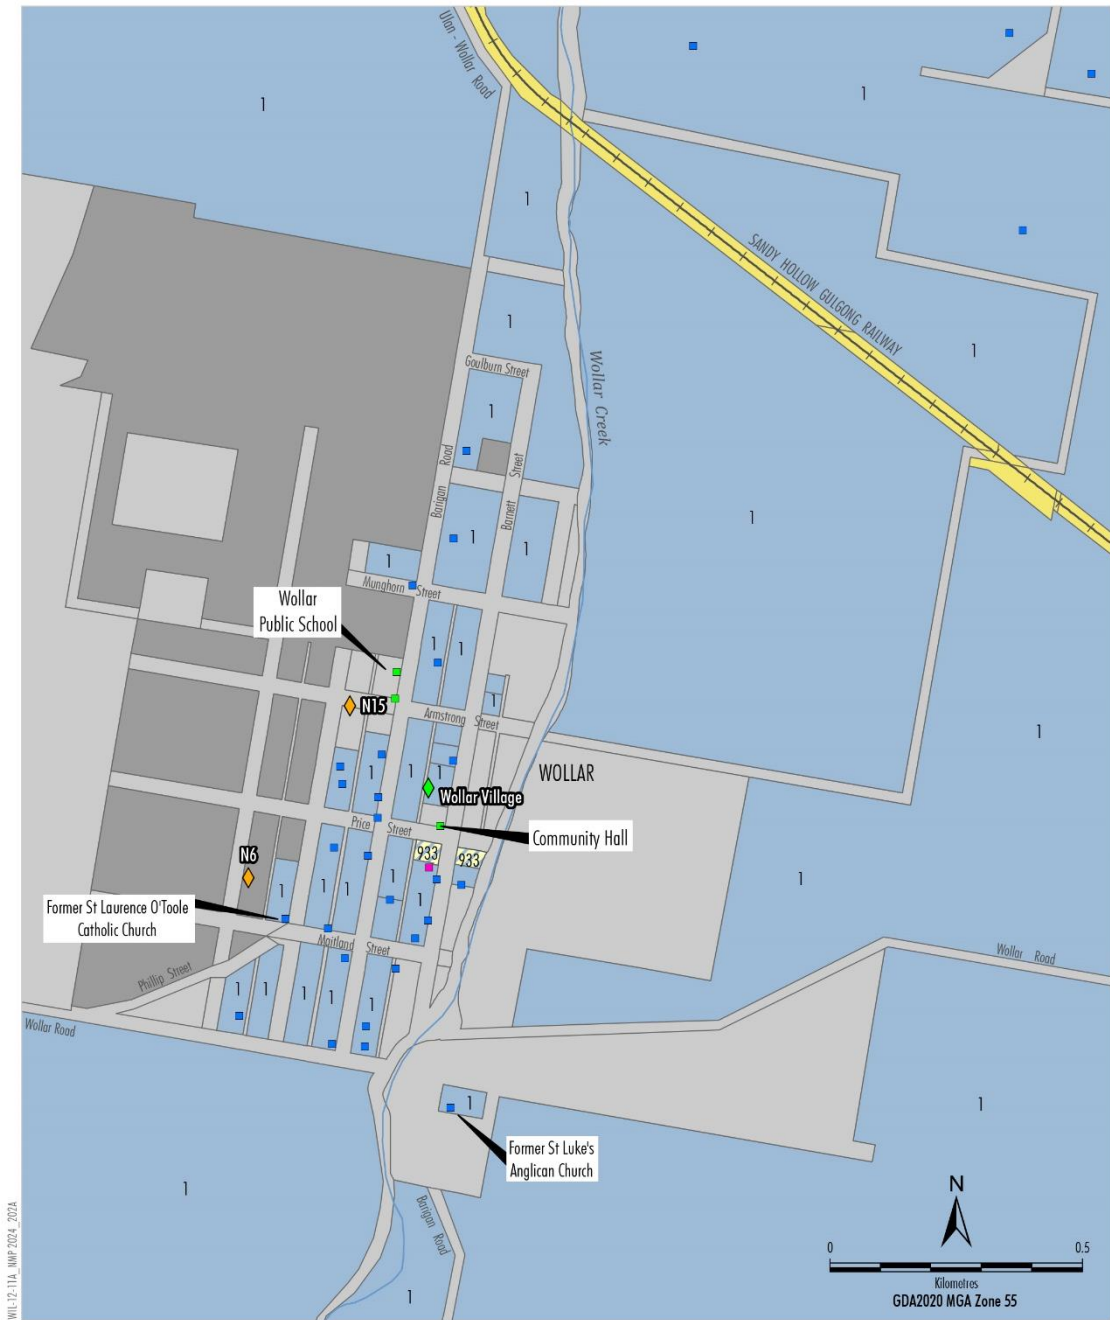 Ulan - Wollar Road
1
1
1
SANDY HOLLOW GULGONG RAILWAY
1
1
Goulburn Street
Wollar Creek
1
Barigan Road
Barnett Street
1
1
1
1
Munghorn Street
Wollar
Public School
1
1
1
N15
Armstrong Street
1
WOLLAR
1
1
1
Wollar Village
Price Street
Community Hall
933
933
N6
1
1
1
1
1
1
Former St Laurence O'Toole
Catholic Church
Maitland Street
Wollar Road
Phillip Street
1
1
1
1
1
Wollar Road
1
1
Former St Luke's
Anglican Church
1
Barigan Road
1
N
0
0.5
Kilometres
GDA2020 MGA Zone 55
WIL-12-11A_NMP 2024_202A